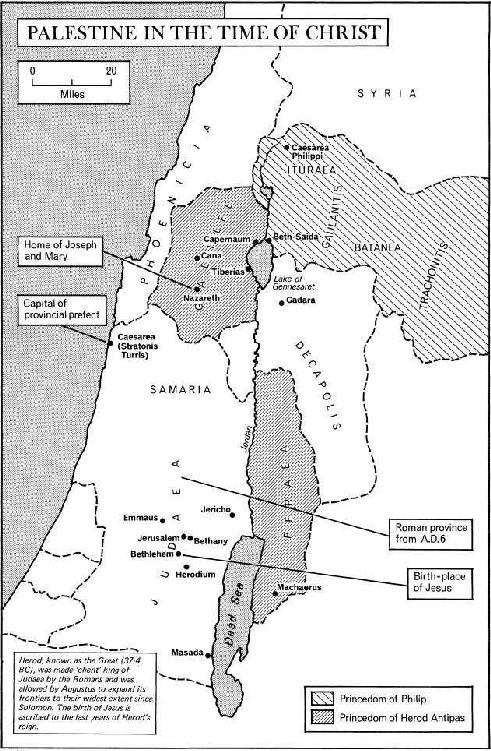 PALESTINE IN THE TIME OF CHRIST
0 20
Miles
SYRIA
PHOENICIA
Caesarea
Philippi
ITURAEA
GAULANITIS
BATANEA
TRACHONITIS
GALILEE
Capernaum
Beth-Saida
Cana
Tiberias
Lake of
Gennesaret
Nazareth
Gadara
Home of Joseph
and Mary
Capital of
provincial prefect
Caesarea
(Stratonis
Turris)
SAMARIA
DECAPOLIS
Jordan
PERAEA
JUDAEA
Jericho
Emmaus
Jerusalem
Bethany
Bethlehem
Herodium
Machaerus
Dead Sea
Masada
Roman province
from A.D.6
Birth-place
of Jesus
Herod, known as the Great (37-4
BC), was made 'client' king of
Judaea by the Romans and was
allowed by Augustus to expand its
frontiers to their widest extent since
Solomon. The birth of Jesus is
ascribed to the last years of Herod's
reign.
Princedom of Philip
Princedom of Herod Antipas